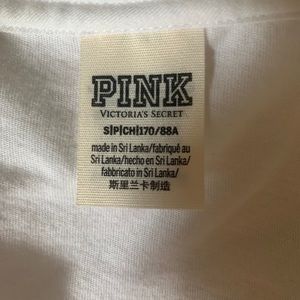 PINK
VICTORIA'S SECRET
S|P|CH|170/88A
made in Sri Lanka/fabriqué au
Sri Lanka/hecho en Sri Lanka/
fabbricato in Sri Lanka/
斯里兰卡制造